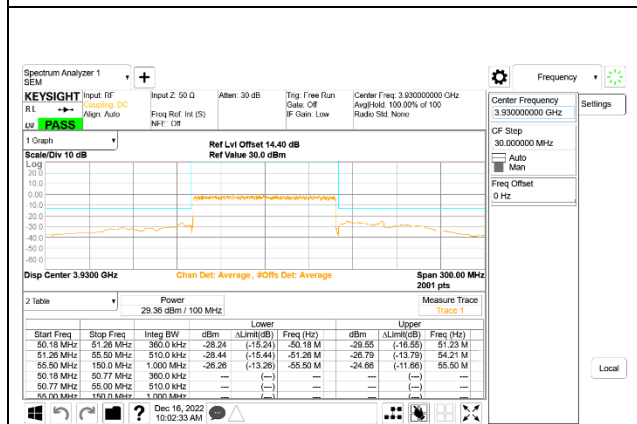 Spectrum Analyzer 1
SEM
Frequency
KEYSIGHT
Input: RF
Input Z: 50 Ω
Atten: 30 dB
Trig: Free Run
Center Freq: 3.930000000 GHz
R L
Coupling: DC
Gate: Off
Avg|Hold: 100.00% of 100
Align: Auto
Freq Ref: Int (S)
IF Gain: Low
Radio Std: None
PASS
NFE: Off
Center Frequency
3.930000000 GHz
Settings
CF Step
30.000000 MHz
Auto
Man
Freq Offset
0 Hz
Local
1 Graph
Ref Lvl Offset 14.40 dB
Scale/Div 10 dB
Ref Value 30.0 dBm
Log
20.0
10.0
0.00
-10.0
-20.0
-30.0
-40.0
-50.0
-60.0
Disp Center 3.9300 GHz
Chan Det: Average, #Offs Det: Average
Span 300.00 MHz
2001 pts
2 Table
Power
Measure Trace
29.36 dBm / 100 MHz
Trace 1
Lower
Upper
Start Freq Stop Freq Integ BW dBm ΔLimit(dB) Freq (Hz) dBm ΔLimit(dB) Freq (Hz)
50.18 MHz 51.26 MHz 360.0 kHz -28.24 (-15.24) -50.18 M -29.55 (-16.55) 51.23 M
51.26 MHz 55.50 MHz 510.0 kHz -28.44 (-15.44) -51.26 M -26.79 (-13.79) 54.21 M
55.50 MHz 150.0 MHz 1.000 MHz -26.26 (-13.26) -55.50 M -24.66 (-11.66) 55.50 M
50.18 MHz 50.77 MHz 360.0 kHz --- (---) --- --- (---) ---
50.77 MHz 55.00 MHz 510.0 kHz --- (---) --- --- (---) ---
55.00 MHz 150.0 MHz 1.000 MHz --- (---) --- --- (---) ---
Dec 16, 2022
10:02:33 AM